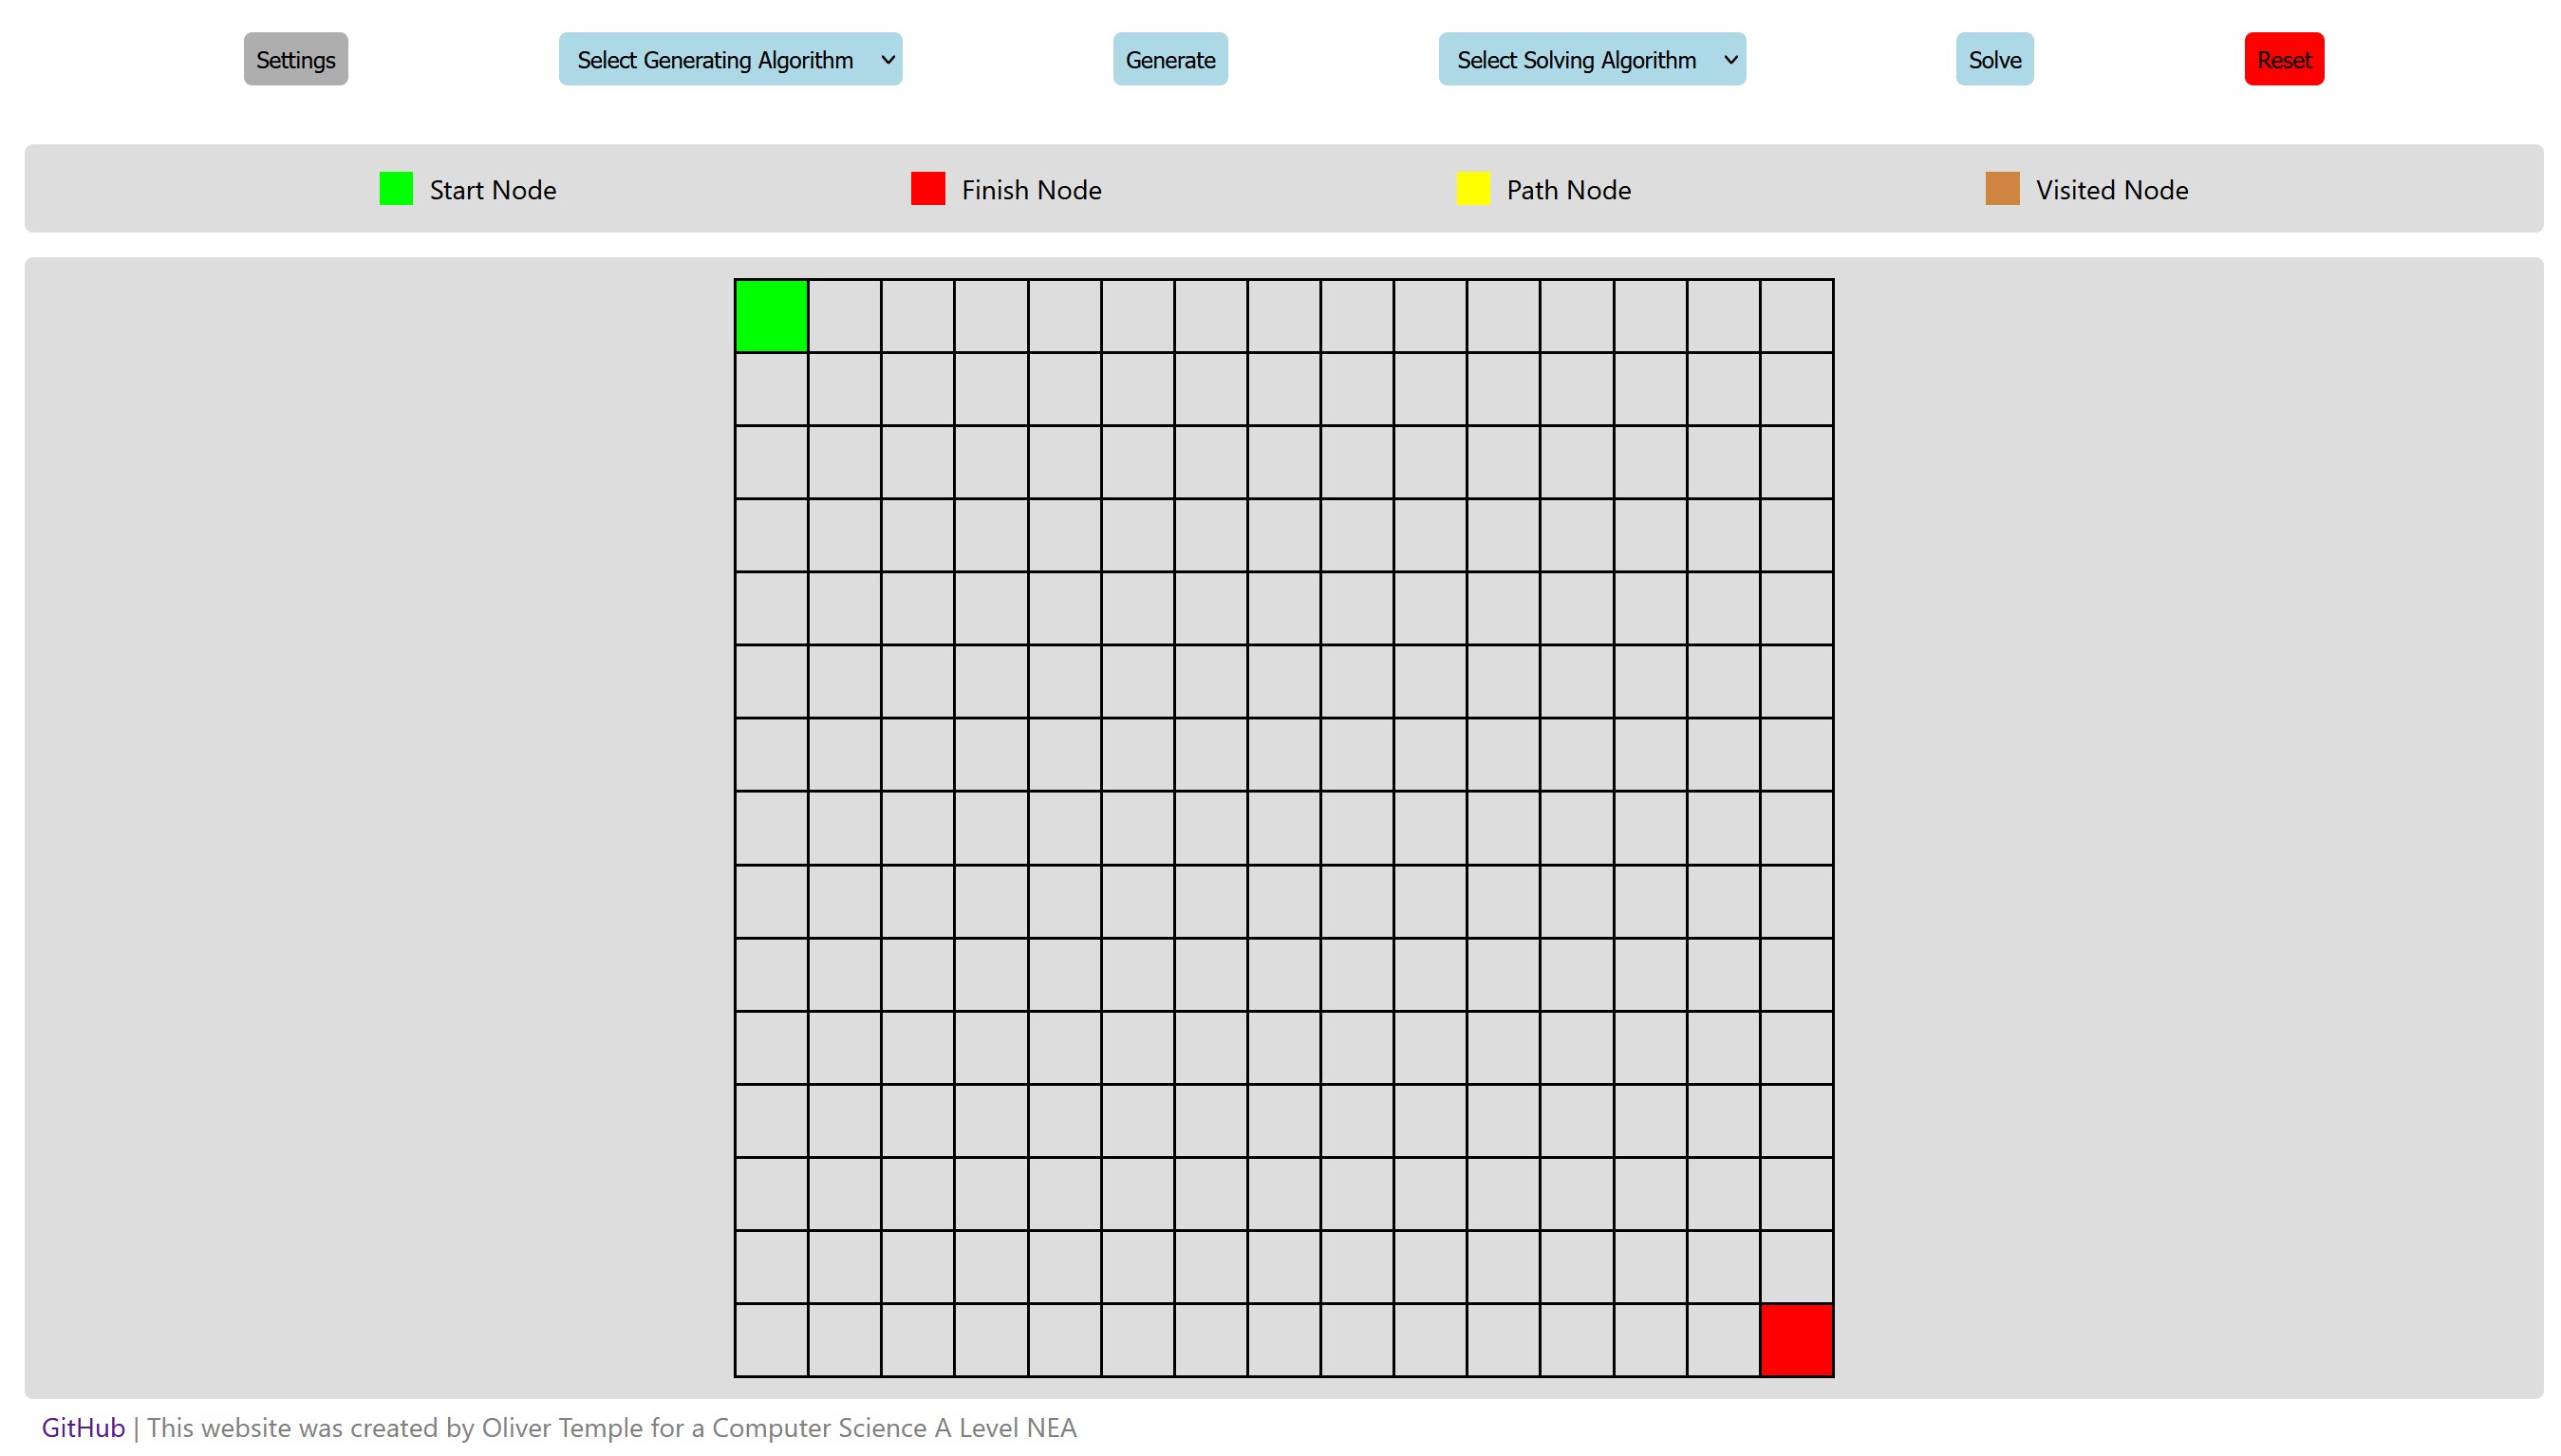 Settings
Select Generating Algorithm
Generate
Select Solving Algorithm
Solve
Reset
Start Node
Finish Node
Path Node
Visited Node
GitHub | This website was created by Oliver Temple for a Computer Science A Level NEA